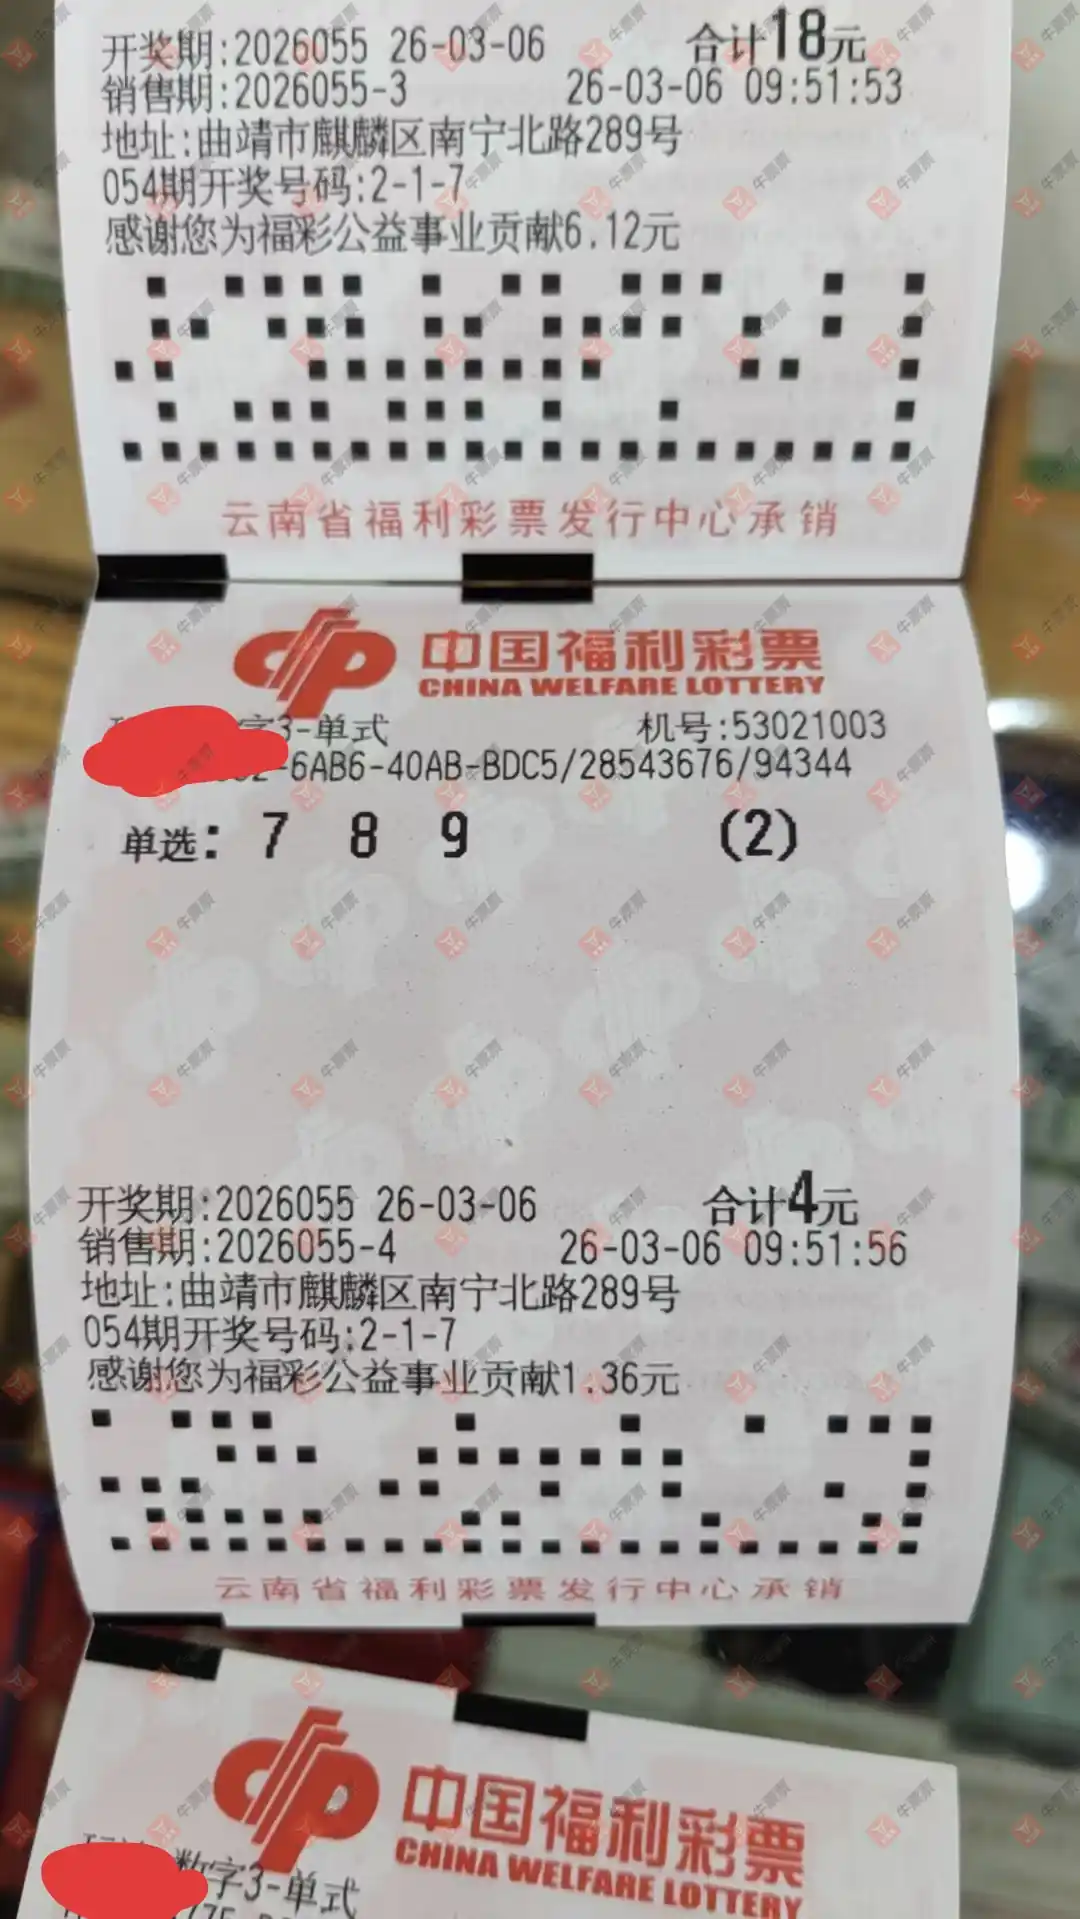 开奖期:2026055 26-03-06 合计18元
销售期:2026055-3 26-03-06 09:51:53
地址:曲靖市麒麟区南宁北路289号
054期开奖号码:2-1-7
感谢您为福彩公益事业贡献6.12元
云南省福利彩票发行中心承销
中国福利彩票
CHINA WELFARE LOTTERY
字3-单式 机号:53021003
-6AB6-40AB-BDC5/28543676/94344
单选: 7 8 9 (2)
开奖期:2026055 26-03-06 合计4元
销售期:2026055-4 26-03-06 09:51:56
地址:曲靖市麒麟区南宁北路289号
054期开奖号码:2-1-7
感谢您为福彩公益事业贡献1.36元
云南省福利彩票发行中心承销
中国福利彩票
CHINA WELFARE LOTTERY
数字3-单式
牛票票